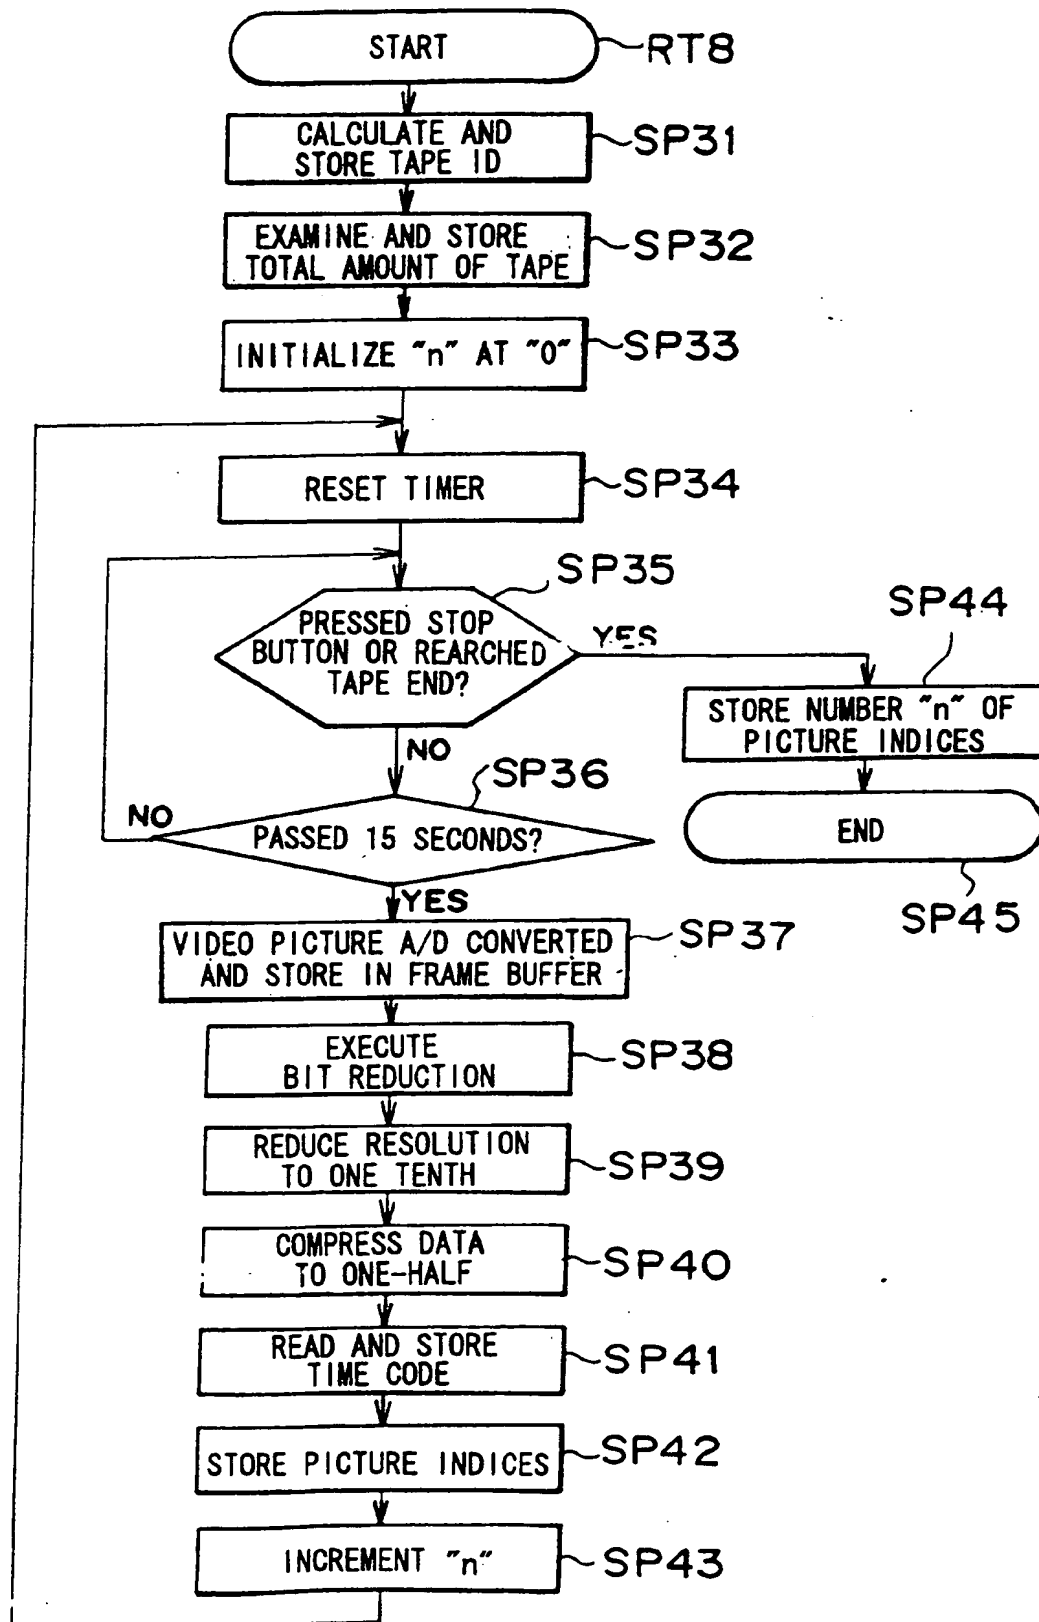 START
RT8
CALCULATE AND
STORE TAPE ID
SP31
EXAMINE AND STORE
TOTAL AMOUNT OF TAPE
SP32
INITIALIZE "n" AT "0"
SP33
RESET TIMER
SP34
SP35
PRESSED STOP
BUTTON OR REARCHED
TAPE END?
YES
SP44
STORE NUMBER "n" OF
PICTURE INDICES
NO
SP36
NO
PASSED 15 SECONDS?
END
YES
SP45
VIDEO PICTURE A/D CONVERTED
AND STORE IN FRAME BUFFER
SP37
EXECUTE
BIT REDUCTION
SP38
REDUCE RESOLUTION
TO ONE TENTH
SP39
COMPRESS DATA
TO ONE-HALF
SP40
READ AND STORE
TIME CODE
SP41
STORE PICTURE INDICES
SP42
INCREMENT "n"
SP43